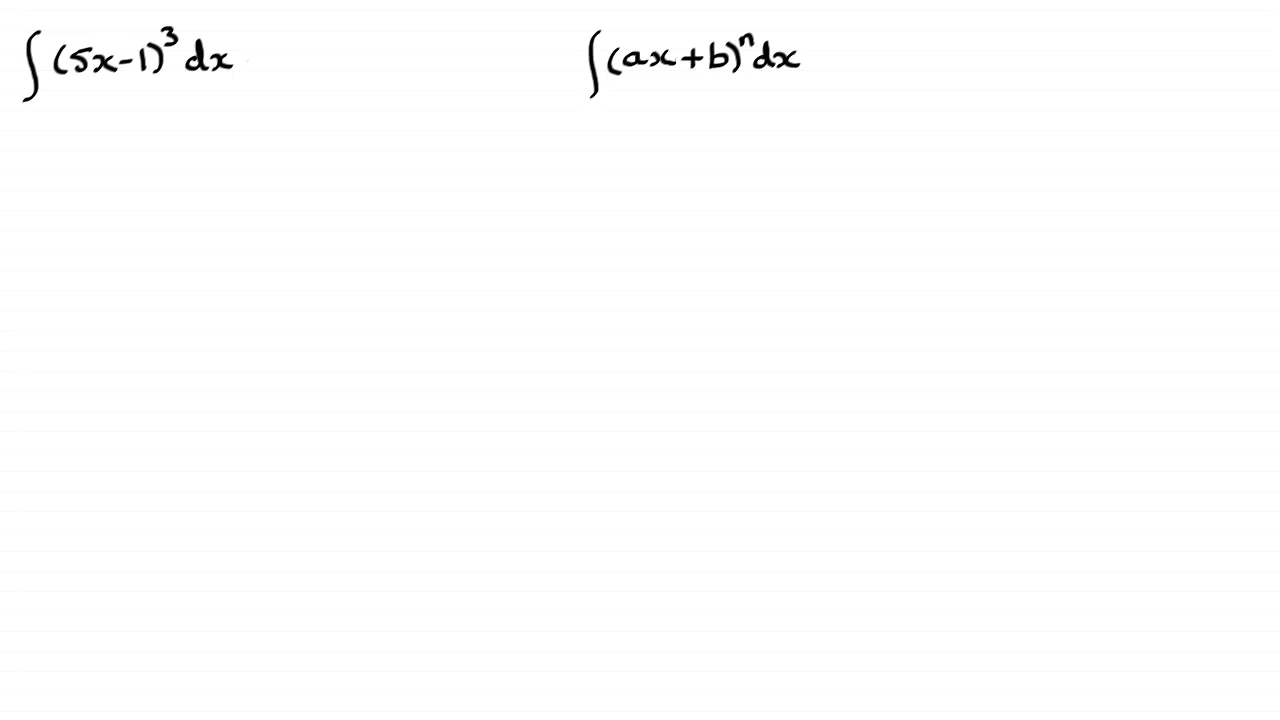 ∫(5x-1)³ dx
∫(ax+b)ⁿ dx